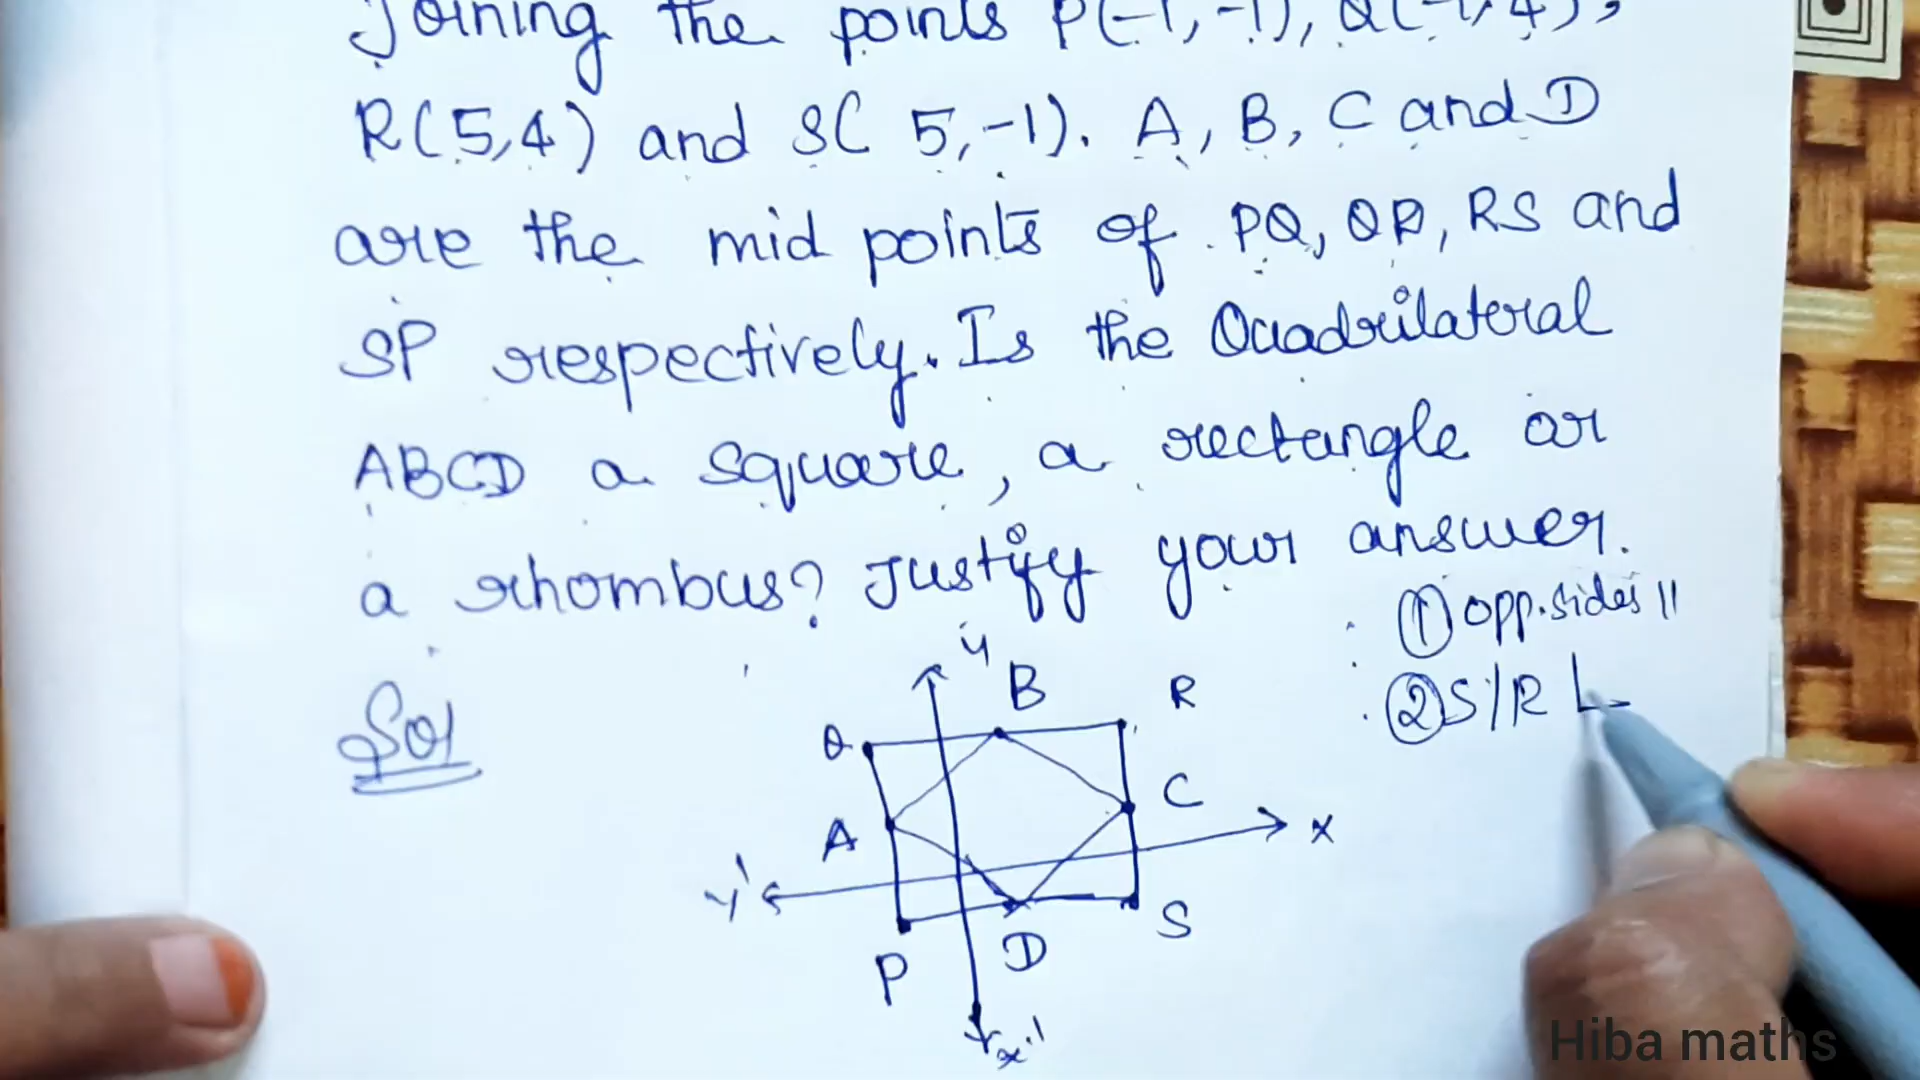 Joining the points P(-1,-1), Q(-1,4),
R(5,4) and S( 5,-1). A, B, C and D
are the mid points of PQ, QR, RS and
SP respectively. Is the Quadrilateral
ABCD a square, a rectangle or
a rhombus? Justify your answer.
① opp. sides ||
② S/R
Sol
y
B
R
Q
C
A
x
y'
S
D
P
x'
Hiba maths